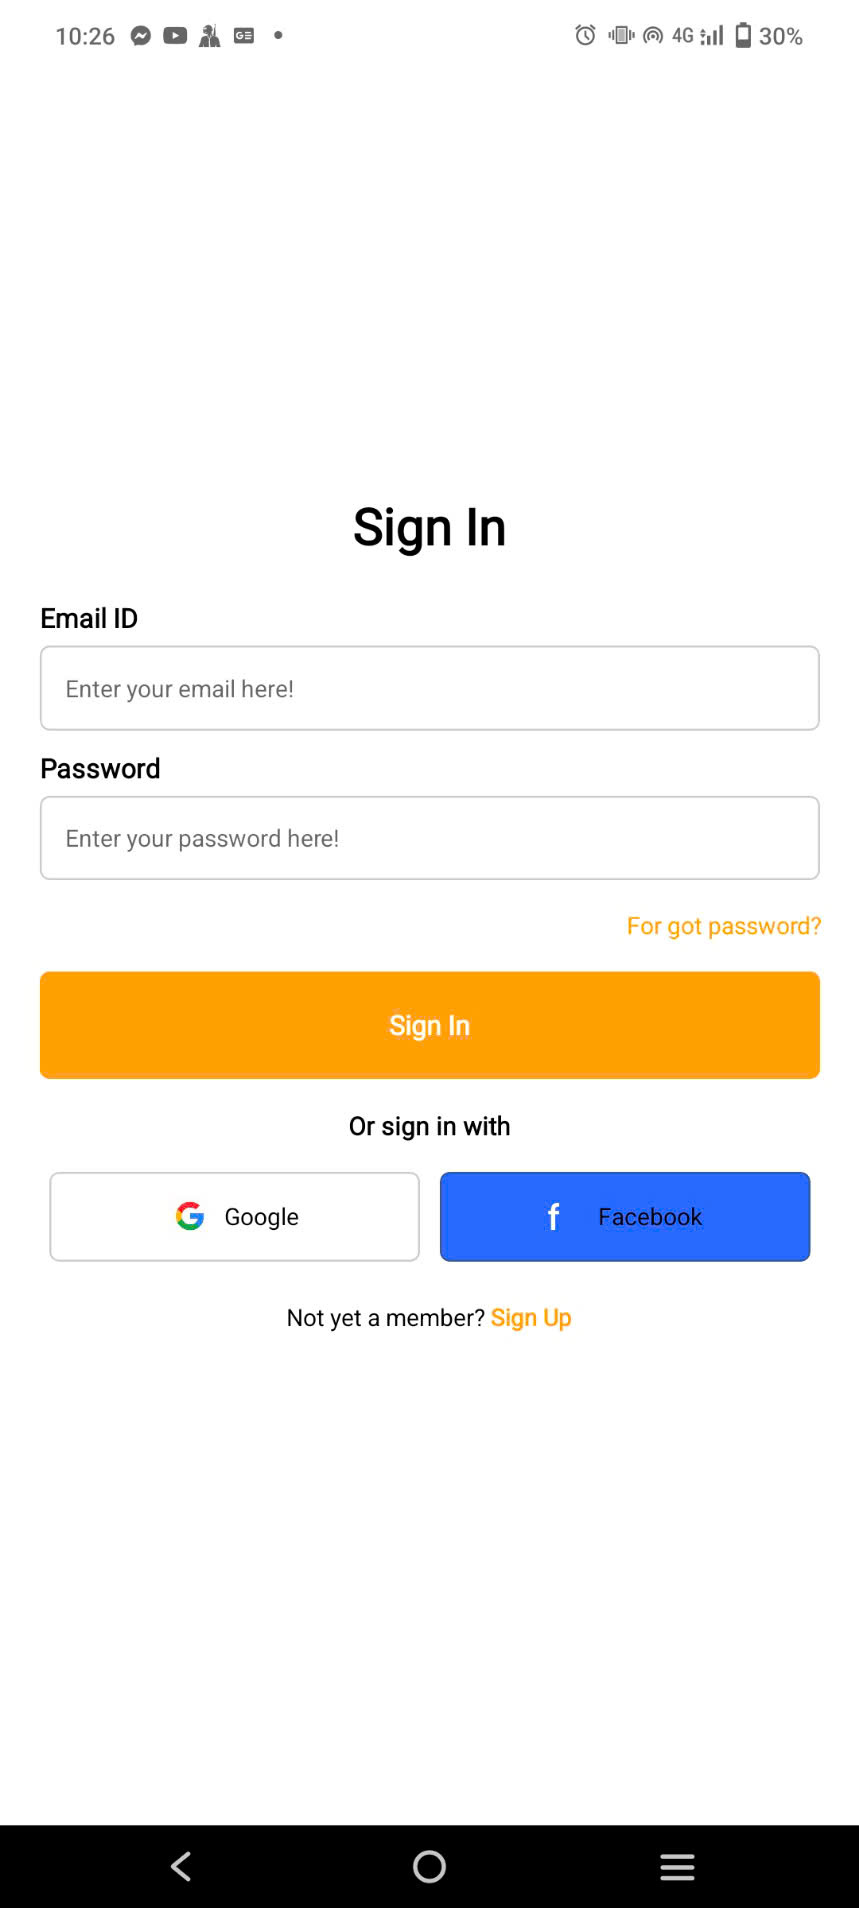 10:26 4G 30%
Sign In
Email ID
Enter your email here!
Password
Enter your password here!
For got password?
Sign In
Or sign in with
Google
Facebook
Not yet a member? Sign Up